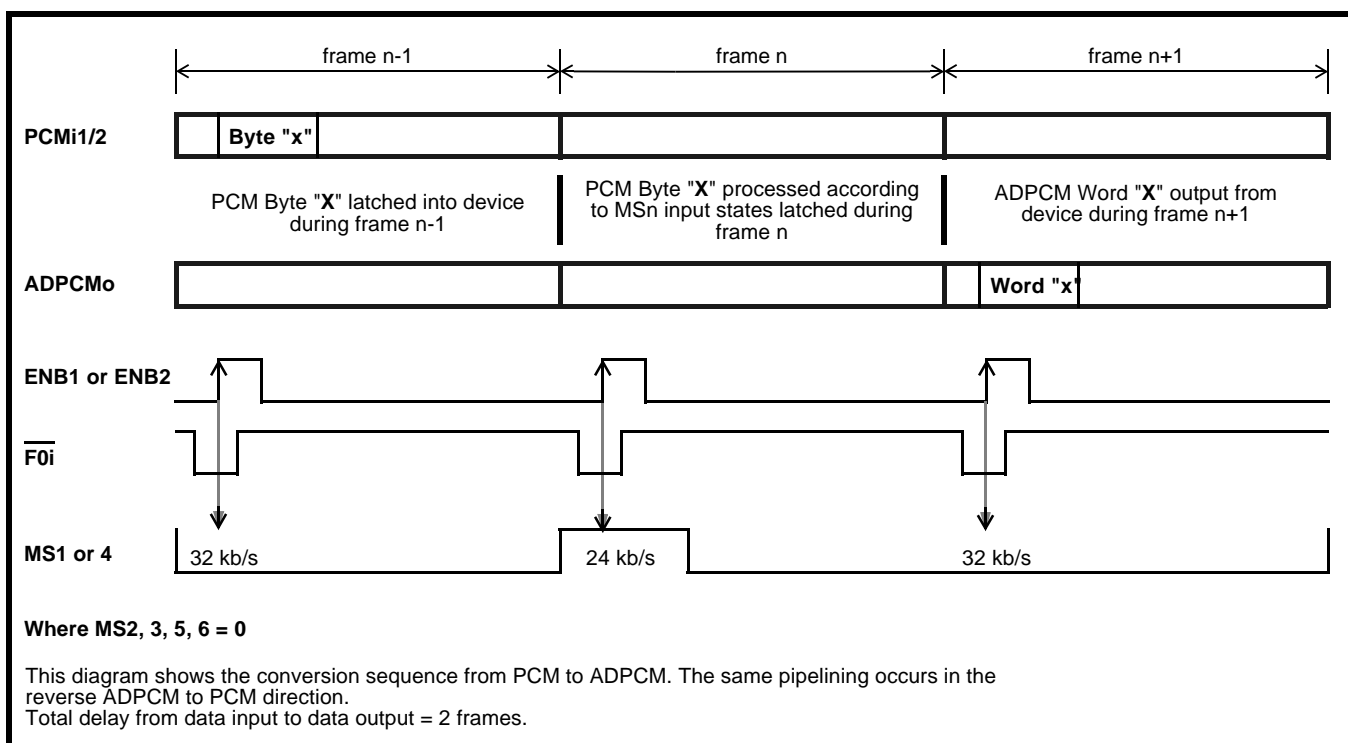 frame n-1
frame n
frame n+1
PCMi1/2
Byte "x"
PCM Byte "X" latched into device
during frame n-1
PCM Byte "X" processed according
to MSn input states latched during
frame n
ADPCM Word "X" output from
device during frame n+1
ADPCMo
Word "x"
ENB1 or ENB2
F0i
MS1 or 4
32 kb/s
24 kb/s
32 kb/s
Where MS2, 3, 5, 6 = 0
This diagram shows the conversion sequence from PCM to ADPCM. The same pipelining occurs in the
reverse ADPCM to PCM direction.
Total delay from data input to data output = 2 frames.